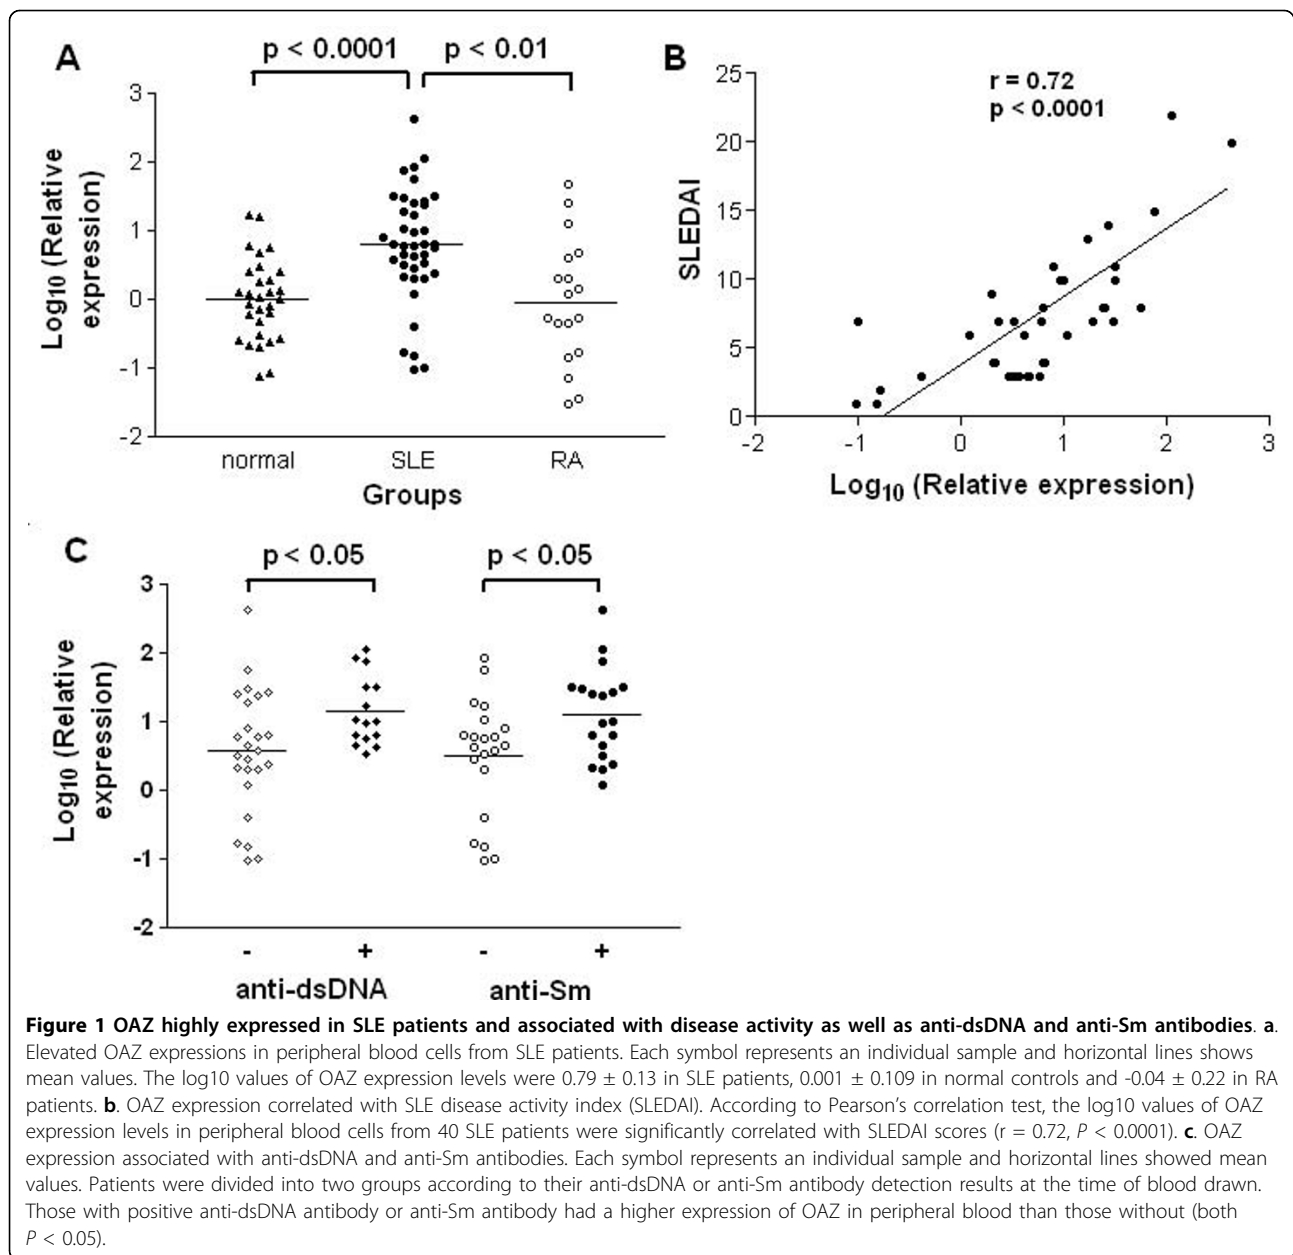 A
p < 0.0001
p < 0.01
3
2
1
0
-1
-2
Log10 (Relative
expression)
normal
SLE
RA
Groups
B
r = 0.72
p < 0.0001
25
20
15
10
5
0
SLEDAI
-2
-1
0
1
2
3
Log10 (Relative expression)
C
p < 0.05
p < 0.05
3
2
1
0
-1
-2
Log10 (Relative
expression)
-
+
-
+
anti-dsDNA
anti-Sm
Figure 1 OAZ highly expressed in SLE patients and associated with disease activity as well as anti-dsDNA and anti-Sm antibodies. a.
Elevated OAZ expressions in peripheral blood cells from SLE patients. Each symbol represents an individual sample and horizontal lines shows
mean values. The log10 values of OAZ expression levels were 0.79 ± 0.13 in SLE patients, 0.001 ± 0.109 in normal controls and -0.04 ± 0.22 in RA
patients. b. OAZ expression correlated with SLE disease activity index (SLEDAI). According to Pearson's correlation test, the log10 values of OAZ
expression levels in peripheral blood cells from 40 SLE patients were significantly correlated with SLEDAI scores (r = 0.72, P < 0.0001). c. OAZ
expression associated with anti-dsDNA and anti-Sm antibodies. Each symbol represents an individual sample and horizontal lines showed mean
values. Patients were divided into two groups according to their anti-dsDNA or anti-Sm antibody detection results at the time of blood drawn.
Those with positive anti-dsDNA antibody or anti-Sm antibody had a higher expression of OAZ in peripheral blood than those without (both
P < 0.05).